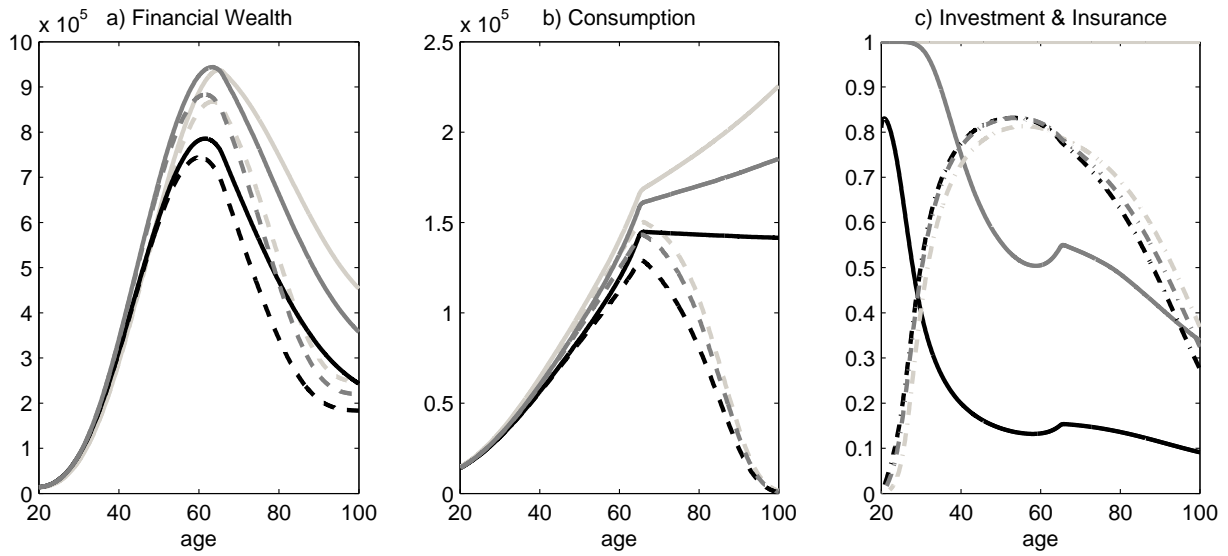 a) Financial Wealth
x 10^5
10
9
8
7
6
5
4
3
2
1
0
20 40 60 80 100
age
b) Consumption
x 10^5
2.5
2
1.5
1
0.5
0
20 40 60 80 100
age
c) Investment & Insurance
1
0.9
0.8
0.7
0.6
0.5
0.4
0.3
0.2
0.1
0
20 40 60 80 100
age